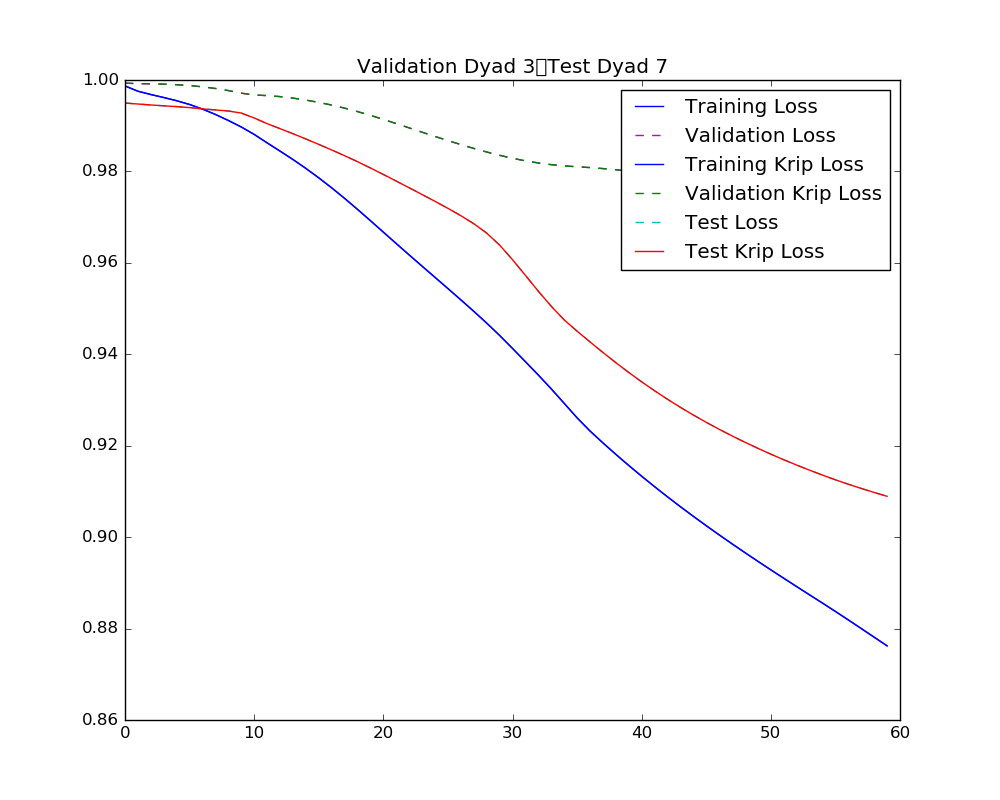 Validation Dyad 3▯Test Dyad 7
1.00
0.98
0.96
0.94
0.92
0.90
0.88
0.86
0
10
20
30
40
50
60
Training Loss
Validation Loss
Training Krip Loss
Validation Krip Loss
Test Loss
Test Krip Loss